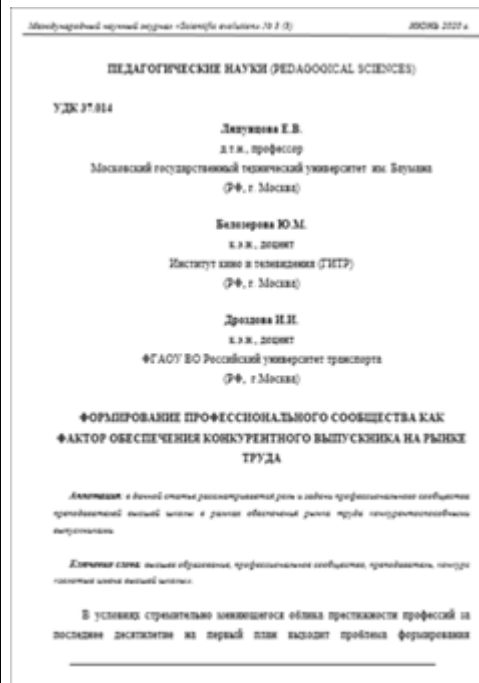 Международный научный журнал «Scientific evolution» № 3 (3) ИЮНЬ 2020 г.
ПЕДАГОГИЧЕСКИЕ НАУКИ (PEDAGOGICAL SCIENCES)
УДК 37.014
Ляпунцова Е.В.
д.т.н., профессор
Московский государственный технический университет им. Баумана
(РФ, г. Москва)
Белозерова Ю.М.
к.э.н., доцент
Институт кино и телевидения (ГИТР)
(РФ, г. Москва)
Дроздова И.И.
к.э.н., доцент
ФГАОУ ВО Российский университет транспорта
(РФ, г.Москва)
ФОРМИРОВАНИЕ ПРОФЕССИОНАЛЬНОГО СООБЩЕСТВА КАК
ФАКТОР ОБЕСПЕЧЕНИЯ КОНКУРЕНТНОГО ВЫПУСКНИКА НА РЫНКЕ
ТРУДА
Аннотация: в данной статье рассматривается роль и задачи профессионального сообщества
преподавателей высшей школы в рамках обеспечения рынка труда конкурентоспособными
выпускниками.
Ключевые слова: высшее образование, профессиональное сообщество, преподаватель, конкурс
«золотые имена высшей школы».
В условиях стремительно меняющегося облика престижности профессий за
последнее десятилетие на первый план выходит проблема формирования